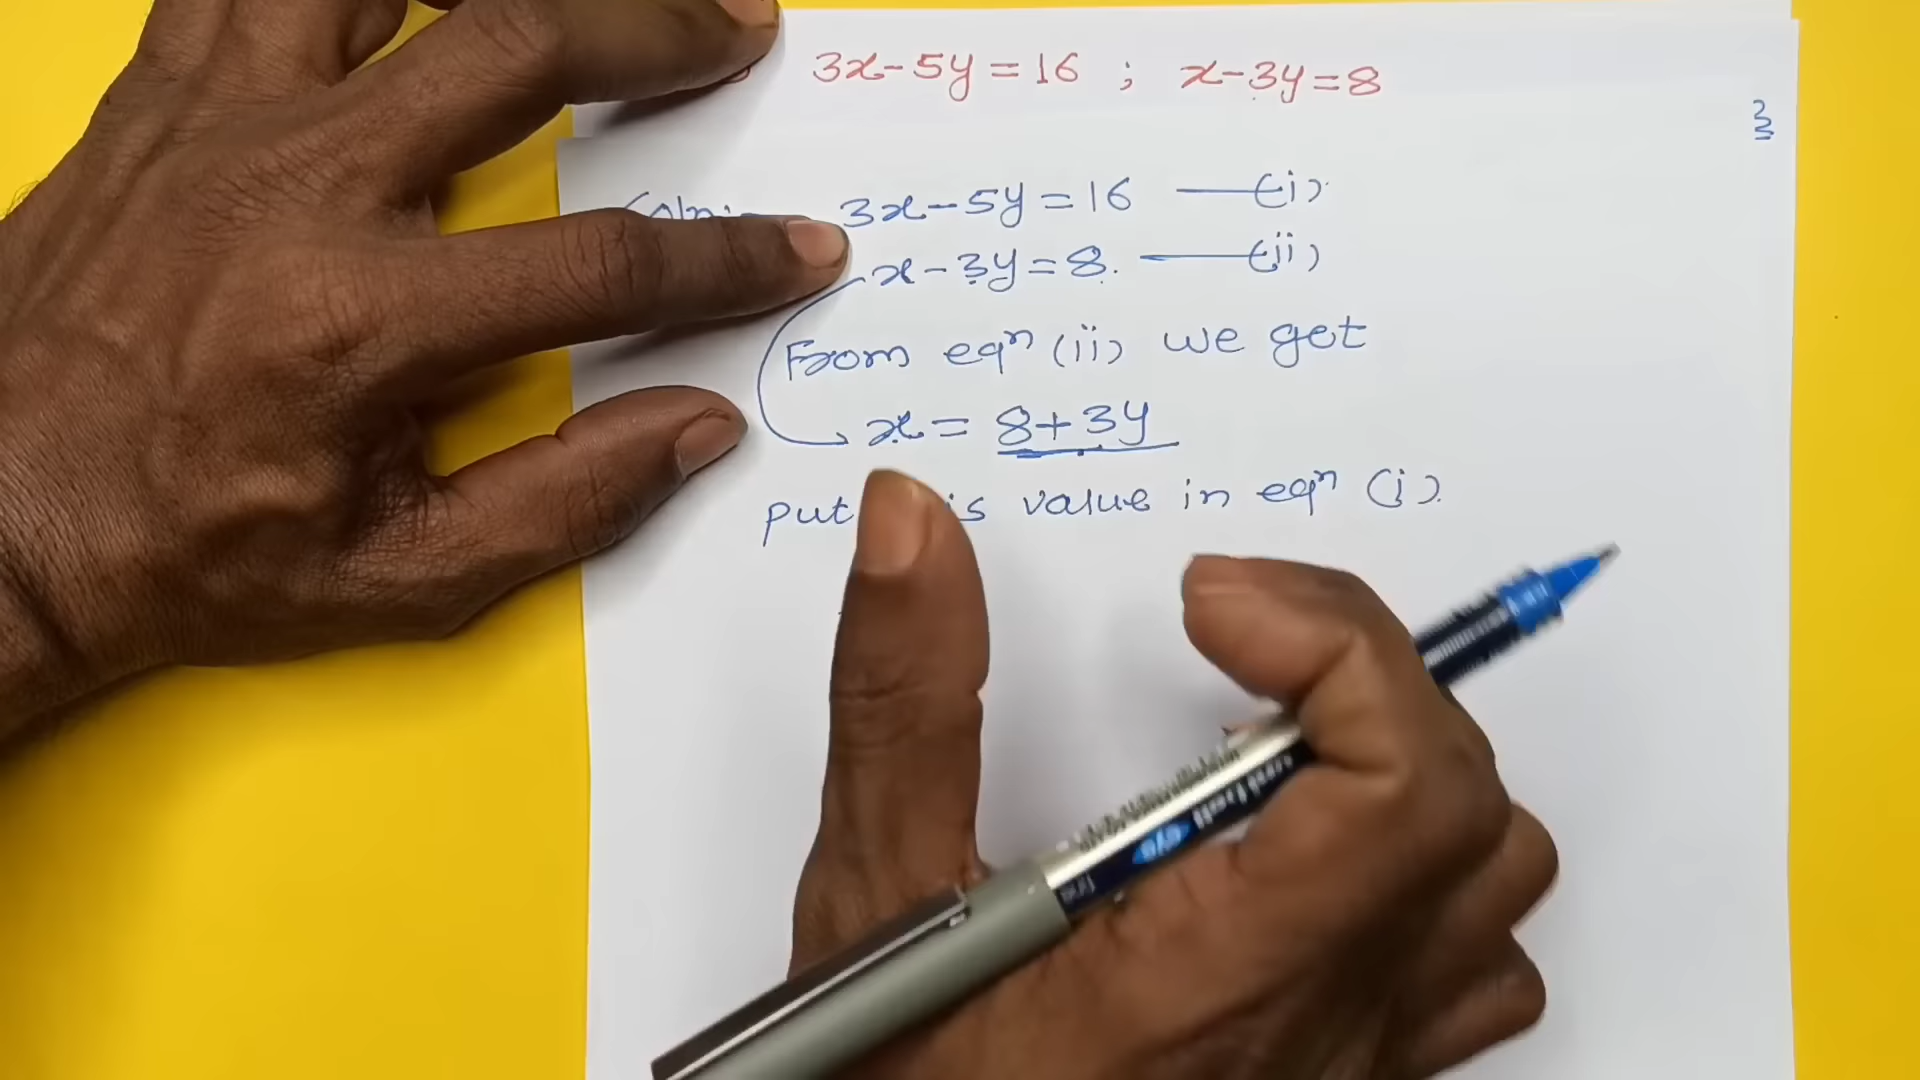 3x-5y=16 ; x-3y=8
3x-5y=16 —(i)
x-3y=8. —(ii)
From eqⁿ (ii) we get
x= 8+3y
put value in eqⁿ (i).
eye